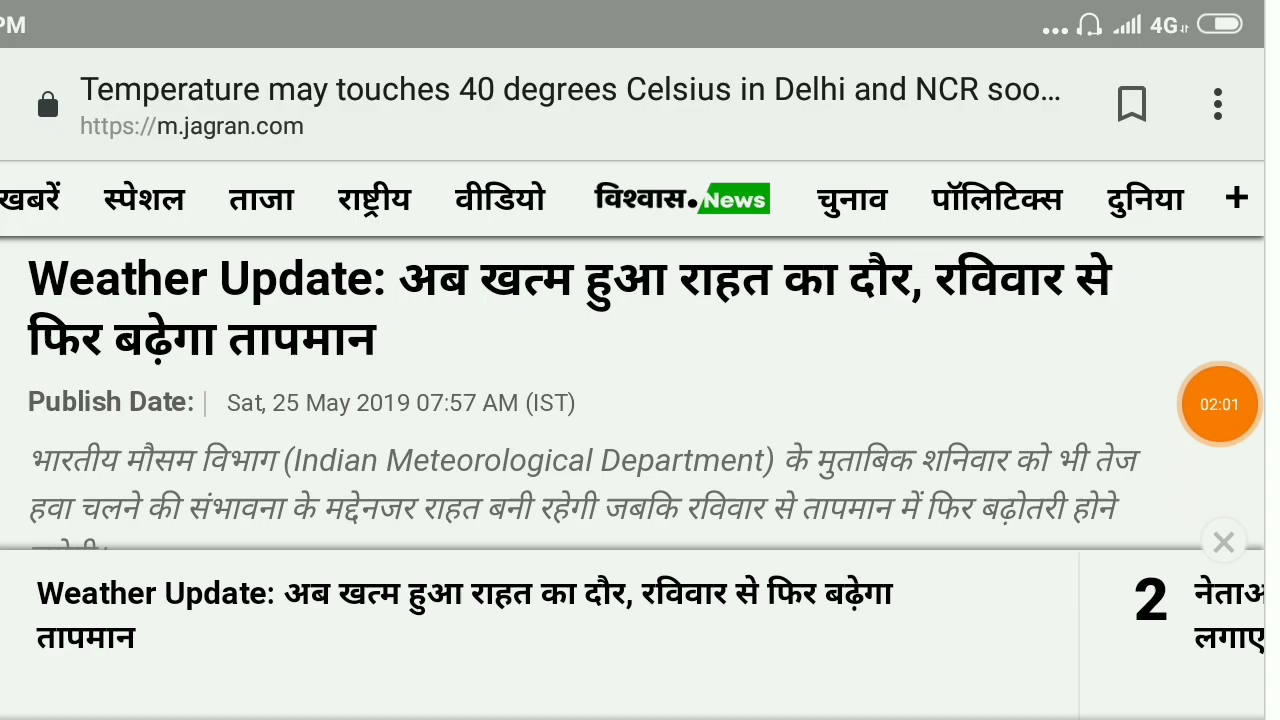 PM 4G
Temperature may touches 40 degrees Celsius in Delhi and NCR soo...
https://m.jagran.com
खबरें स्पेशल ताजा राष्ट्रीय वीडियो विश्वास.News चुनाव पॉलिटिक्स दुनिया +
Weather Update: अब खत्म हुआ राहत का दौर, रविवार से
फिर बढ़ेगा तापमान
Publish Date: | Sat, 25 May 2019 07:57 AM (IST)
02:01
भारतीय मौसम विभाग (Indian Meteorological Department) के मुताबिक शनिवार को भी तेज
हवा चलने की संभावना के मद्देनजर राहत बनी रहेगी जबकि रविवार से तापमान में फिर बढ़ोतरी होने
Weather Update: अब खत्म हुआ राहत का दौर, रविवार से फिर बढ़ेगा
तापमान
2